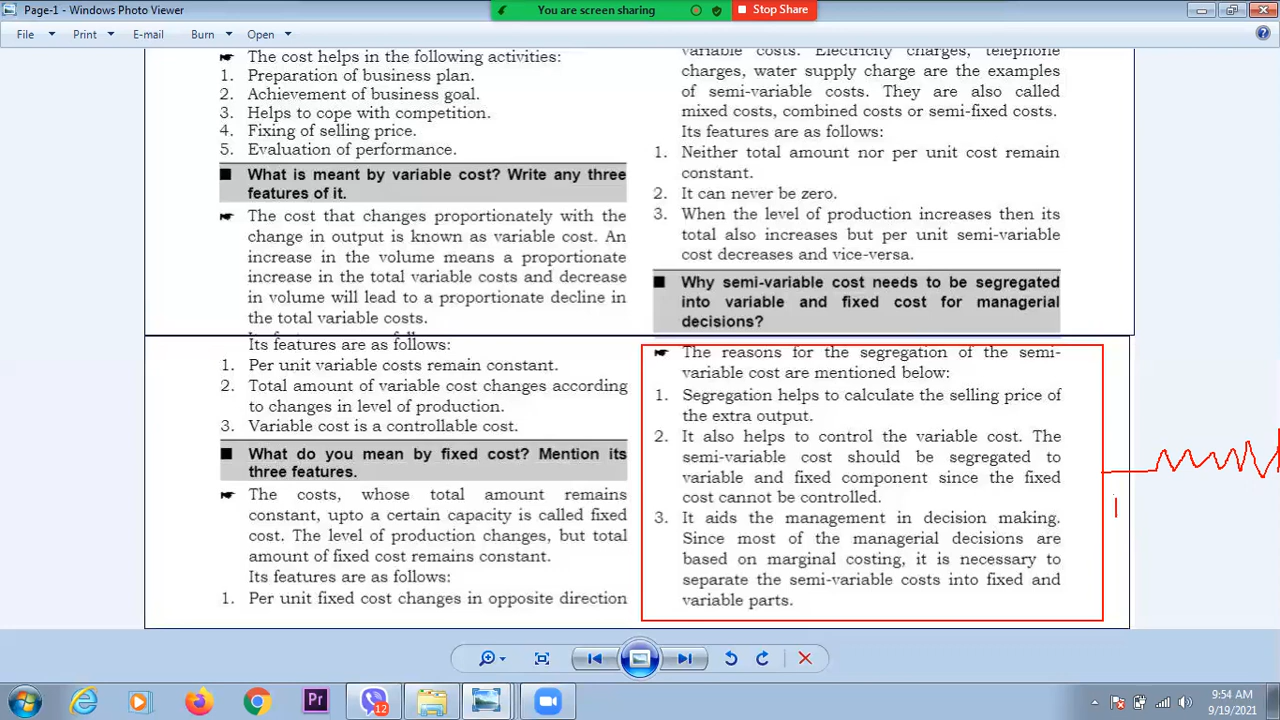 Page-1 - Windows Photo Viewer
You are screen sharing
Stop Share
File
Print
E-mail
Burn
Open
The cost helps in the following activities:
1. Preparation of business plan.
2. Achievement of business goal.
3. Helps to cope with competition.
4. Fixing of selling price.
5. Evaluation of performance.
What is meant by variable cost? Write any three
features of it.
The cost that changes proportionately with the
change in output is known as variable cost. An
increase in the volume means a proportionate
increase in the total variable costs and decrease
in volume will lead to a proportionate decline in
the total variable costs.
Its features are as follows:
1. Per unit variable costs remain constant.
2. Total amount of variable cost changes according
to changes in level of production.
3. Variable cost is a controllable cost.
What do you mean by fixed cost? Mention its
three features.
The costs, whose total amount remains
constant, upto a certain capacity is called fixed
cost. The level of production changes, but total
amount of fixed cost remains constant.
Its features are as follows:
1. Per unit fixed cost changes in opposite direction
variable costs. Electricity charges, telephone
charges, water supply charge are the examples
of semi-variable costs. They are also called
mixed costs, combined costs or semi-fixed costs.
Its features are as follows:
1. Neither total amount nor per unit cost remain
constant.
2. It can never be zero.
3. When the level of production increases then its
total also increases but per unit semi-variable
cost decreases and vice-versa.
Why semi-variable cost needs to be segregated
into variable and fixed cost for managerial
decisions?
The reasons for the segregation of the semi-
variable cost are mentioned below:
1. Segregation helps to calculate the selling price of
the extra output.
2. It also helps to control the variable cost. The
semi-variable cost should be segregated to
variable and fixed component since the fixed
cost cannot be controlled.
3. It aids the management in decision making.
Since most of the managerial decisions are
based on marginal costing, it is necessary to
separate the semi-variable costs into fixed and
variable parts.
Pr
12
9:54 AM
9/19/2021